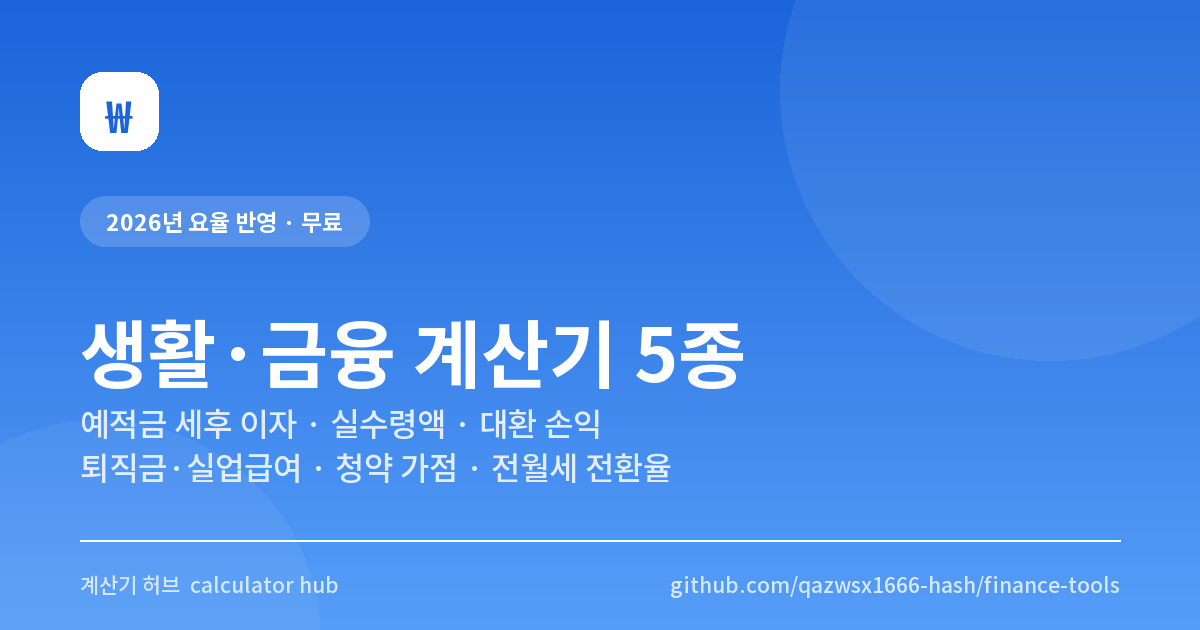 ₩
2026년 요율 반영 · 무료
생활·금융 계산기 5종
예적금 세후 이자 · 실수령액 · 대환 손익
퇴직금·실업급여 · 청약 가점 · 전월세 전환율
계산기 허브 calculator hub
github.com/qazwsx1666-hash/finance-tools